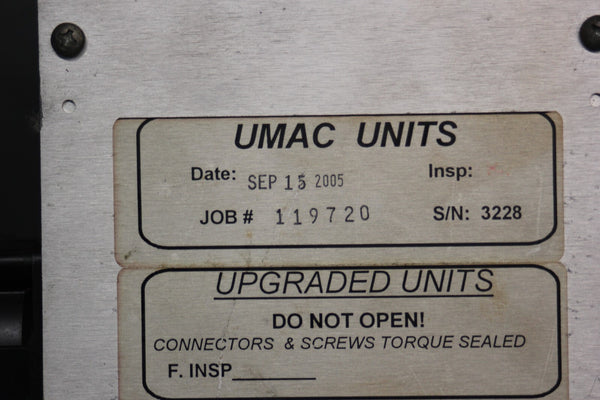 UMAC UNITS
Date: SEP 15 2005 Insp:
JOB # 119720 S/N: 3228
UPGRADED UNITS
DO NOT OPEN!
CONNECTORS & SCREWS TORQUE SEALED
F. INSP